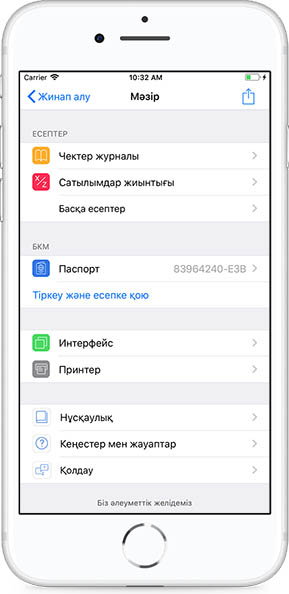 Carrier 10:32 AM
Жинап алу Мәзір
ЕСЕПТЕР
Чектер журналы
X/Z Сатылымдар жиынтығы
Басқа есептер
БКМ
Паспорт 83964240-E3B
Тіркеу және есепке қою
Интерфейс
Принтер
Нұсқаулық
Кеңестер мен жауаптар
Қолдау
Біз әлеуметтік желідеміз